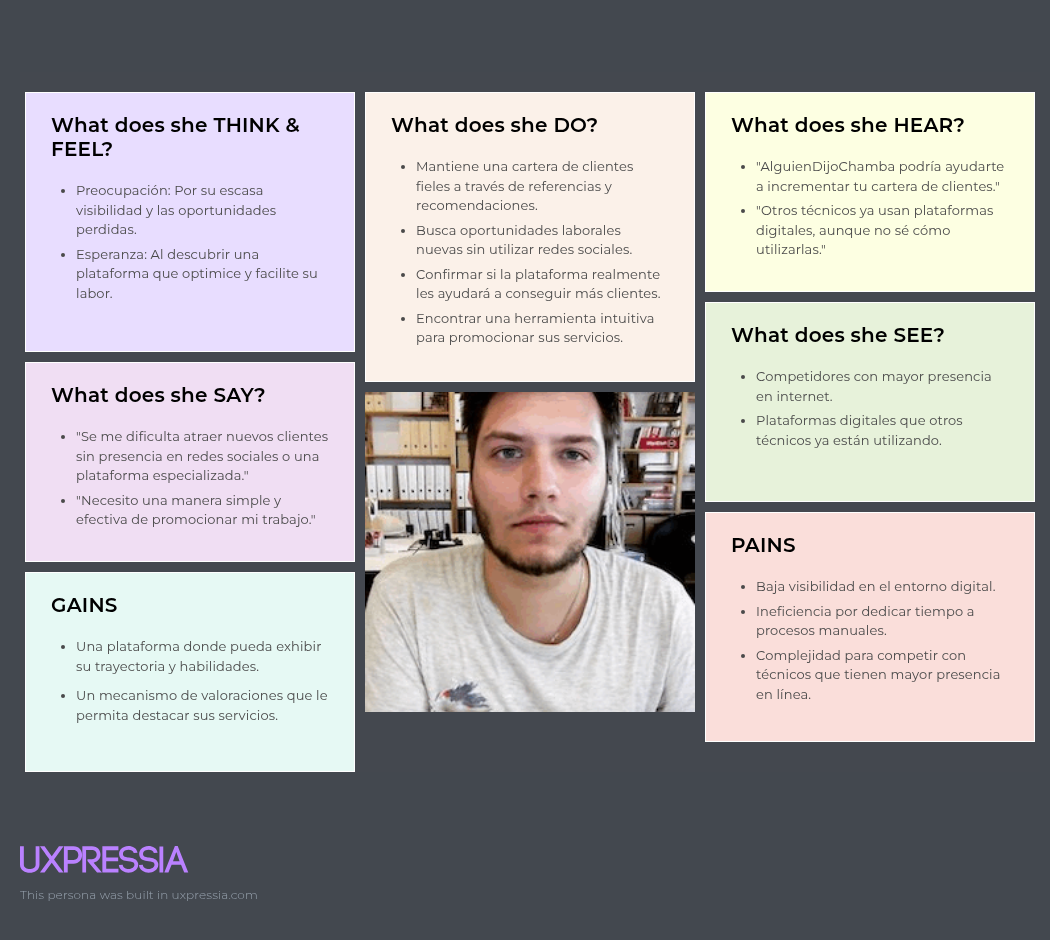 What does she THINK &
FEEL?
Preocupación: Por su escasa
visibilidad y las oportunidades
perdidas.
Esperanza: Al descubrir una
plataforma que optimice y facilite su
labor.
What does she SAY?
"Se me dificulta atraer nuevos clientes
sin presencia en redes sociales o una
plataforma especializada."
"Necesito una manera simple y
efectiva de promocionar mi trabajo."
GAINS
Una plataforma donde pueda exhibir
su trayectoria y habilidades.
Un mecanismo de valoraciones que le
permita destacar sus servicios.
What does she DO?
Mantiene una cartera de clientes
fieles a través de referencias y
recomendaciones.
Busca oportunidades laborales
nuevas sin utilizar redes sociales.
Confirmar si la plataforma realmente
les ayudará a conseguir más clientes.
Encontrar una herramienta intuitiva
para promocionar sus servicios.
What does she HEAR?
"AlguienDijoChamba podría ayudarte
a incrementar tu cartera de clientes."
"Otros técnicos ya usan plataformas
digitales, aunque no sé cómo
utilizarlas."
What does she SEE?
Competidores con mayor presencia
en internet.
Plataformas digitales que otros
técnicos ya están utilizando.
PAINS
Baja visibilidad en el entorno digital.
Ineficiencia por dedicar tiempo a
procesos manuales.
Complejidad para competir con
técnicos que tienen mayor presencia
en línea.
UXPRESSIA
This persona was built in uxpressia.com